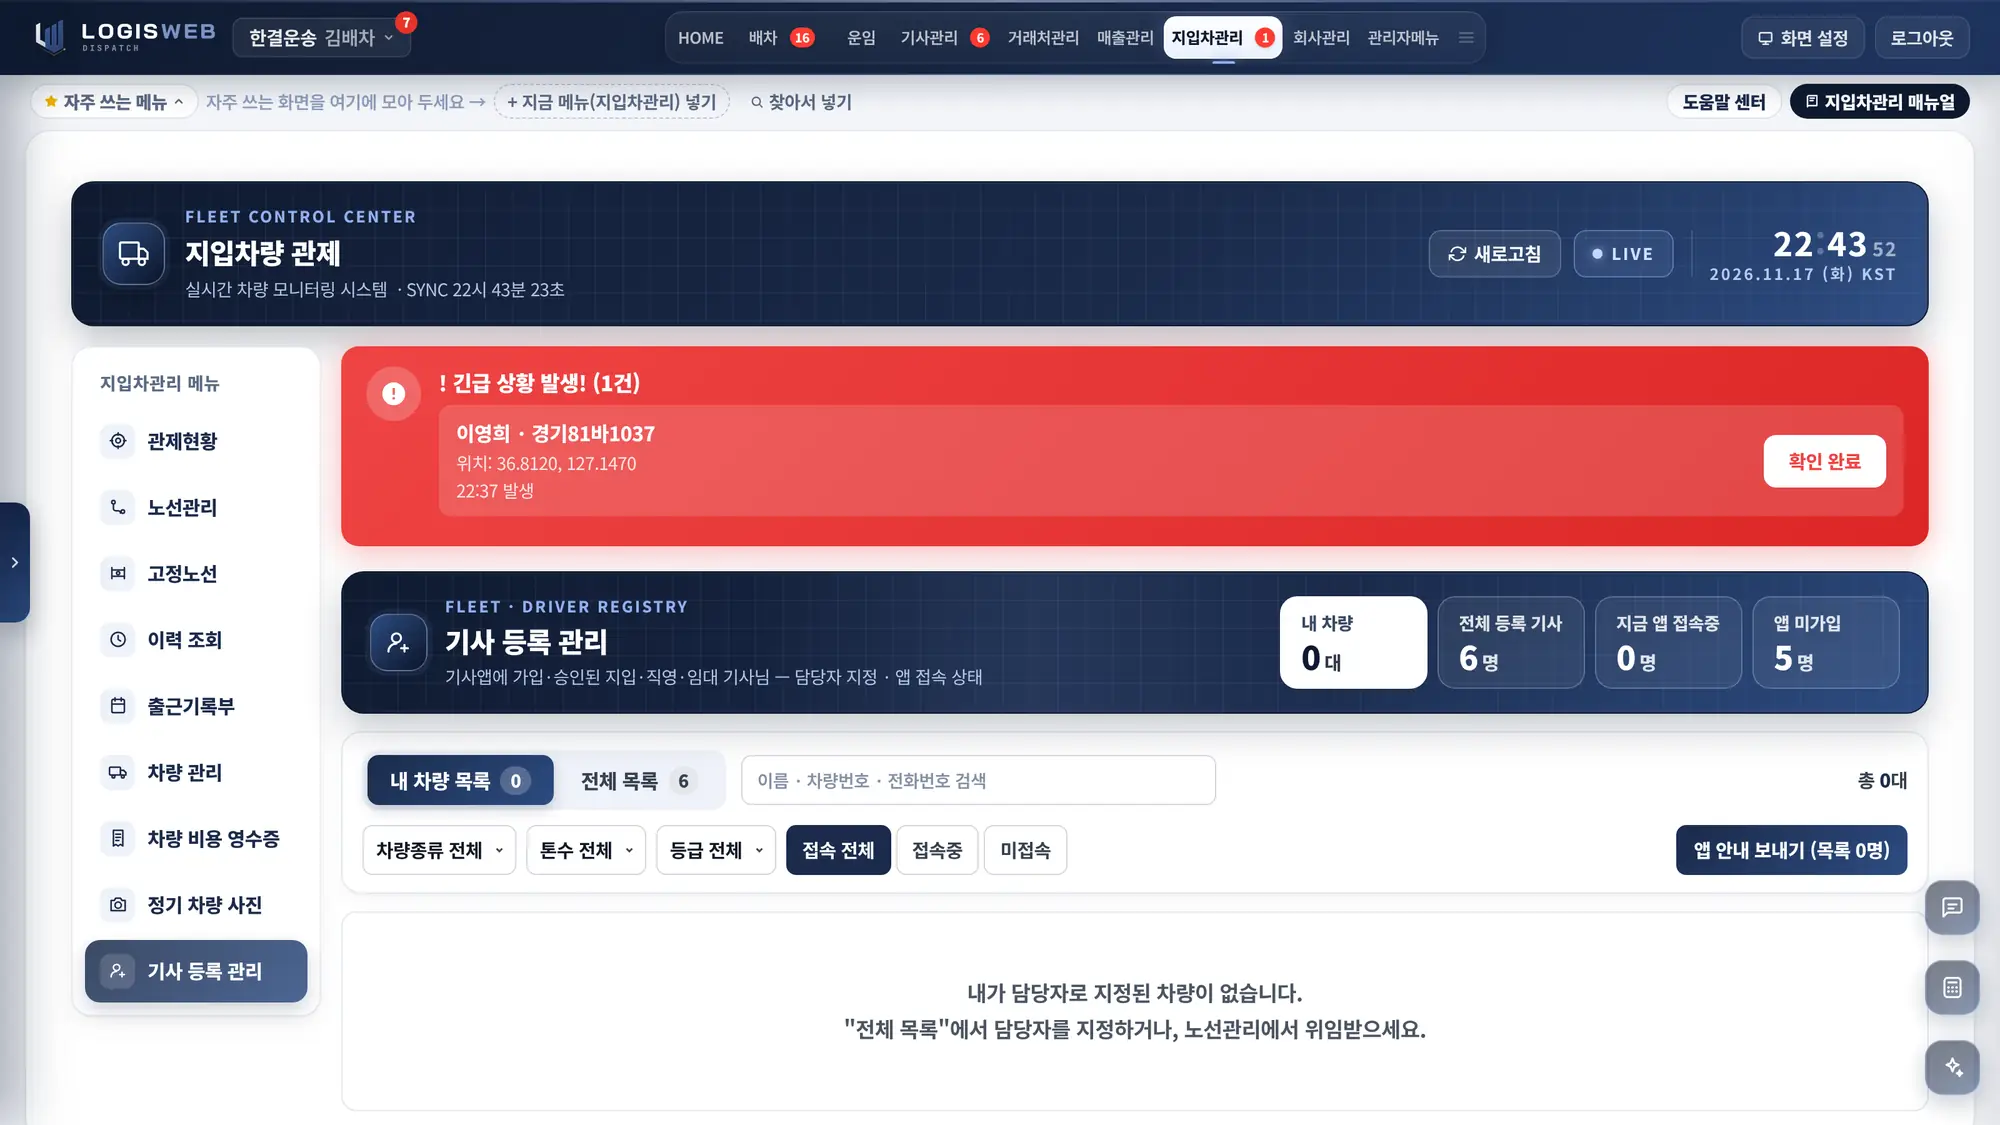 LOGISWEB
DISPATCH
한결운송 김배차
7
HOME
배차 16
운임
기사관리 6
거래처관리
매출관리
지입차관리 1
회사관리
관리자메뉴
화면 설정
로그아웃
자주 쓰는 메뉴
자주 쓰는 화면을 여기에 모아 두세요 →
+ 지금 메뉴(지입차관리) 넣기
찾아서 넣기
도움말 센터
지입차관리 매뉴얼
FLEET CONTROL CENTER
지입차량 관제
실시간 차량 모니터링 시스템 · SYNC 22시 43분 23초
새로고침
LIVE
22:43 52
2026.11.17 (화) KST
지입차관리 메뉴
관제현황
노선관리
고정노선
이력 조회
출근기록부
차량 관리
차량 비용 영수증
정기 차량 사진
기사 등록 관리
! 긴급 상황 발생! (1건)
이영희 · 경기81바1037
위치: 36.8120, 127.1470
22:37 발생
확인 완료
FLEET · DRIVER REGISTRY
기사 등록 관리
기사앱에 가입·승인된 지입·직영·임대 기사님 — 담당자 지정 · 앱 접속 상태
내 차량
0 대
전체 등록 기사
6 명
지금 앱 접속중
0 명
앱 미가입
5 명
내 차량 목록 0
전체 목록 6
이름 · 차량번호 · 전화번호 검색
총 0대
차량종류 전체
톤수 전체
등급 전체
접속 전체
접속중
미접속
앱 안내 보내기 (목록 0명)
내가 담당자로 지정된 차량이 없습니다.
"전체 목록"에서 담당자를 지정하거나, 노선관리에서 위임받으세요.